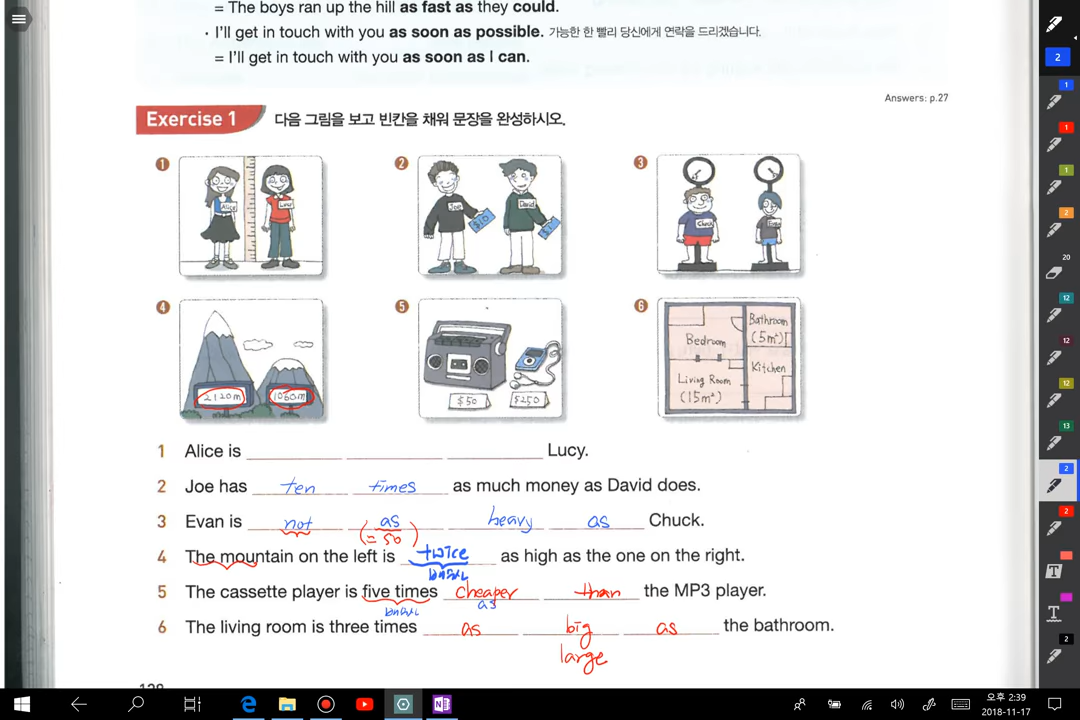 = The boys ran up the hill as fast as they could.
· I'll get in touch with you as soon as possible. 가능한 한 빨리 당신에게 연락을 드리겠습니다.
= I'll get in touch with you as soon as I can.
Answers: p.27
Exercise 1 다음 그림을 보고 빈칸을 채워 문장을 완성하시오.
1 2 3
Alice Lucy
Joe David
$10 $1
Chuck Evan
4 5 6
2120m 1060m
$50 $250
Bedroom Bathroom
(5m²)
Living Room Kitchen
(15m²)
1 Alice is Lucy.
2 Joe has ten times as much money as David does.
3 Evan is not as heavy as Chuck.
(= so)
4 The mountain on the left is twice as high as the one on the right.
5 The cassette player is five times cheaper than the MP3 player.
as
6 The living room is three times as big as the bathroom.
large
오후 2:39
2018-11-17